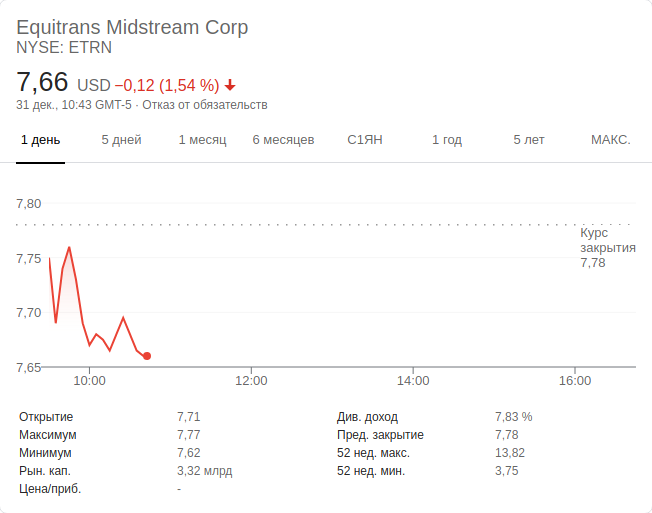 Equitrans Midstream Corp
NYSE: ETRN
7,66 USD −0,12 (1,54 %)
31 дек., 10:43 GMT-5 · Отказ от обязательств
1 день 5 дней 1 месяц 6 месяцев С1ЯН 1 год 5 лет МАКС.
7,80
Курс
закрытия
7,78
7,75
7,70
7,65
10:00 12:00 14:00 16:00
Открытие 7,71 Див. доход 7,83 %
Максимум 7,77 Пред. закрытие 7,78
Минимум 7,62 52 нед. макс. 13,82
Рын. кап. 3,32 млрд 52 нед. мин. 3,75
Цена/приб. -